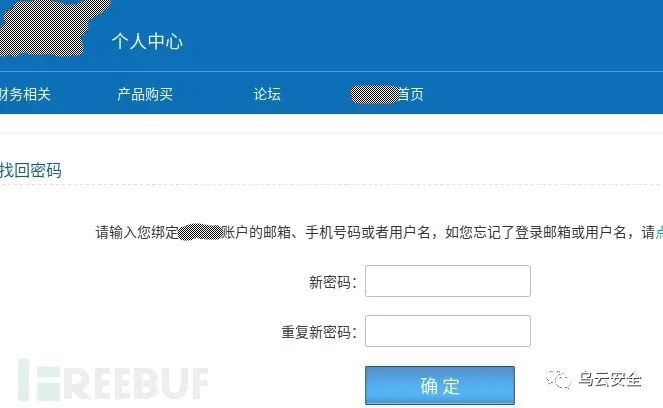 个人中心
财务相关 产品购买 论坛 首页
找回密码
请输入您绑定 账户的邮箱、手机号码或者用户名，如您忘记了登录邮箱或用户名，请点
新密码：
重复新密码：
确 定
FREEBUF
乌云安全